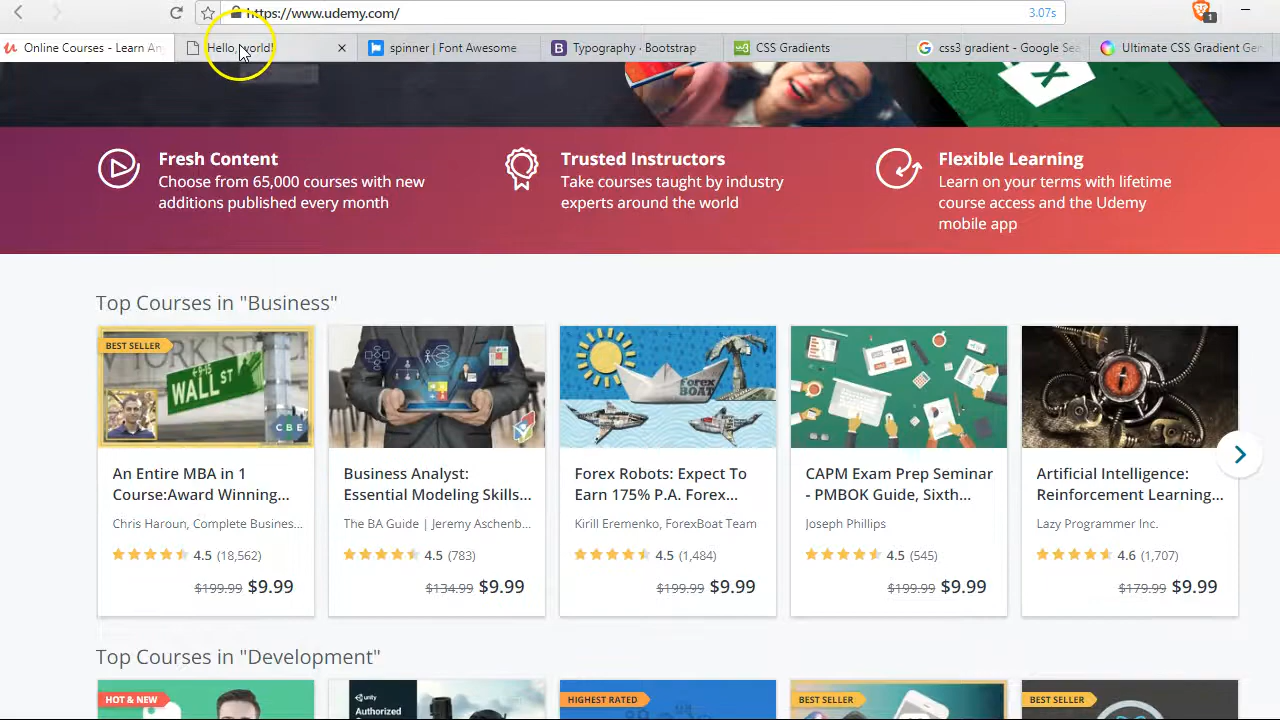 https://www.udemy.com/
3.07s
1
Online Courses - Learn An
Hello, world!
spinner | Font Awesome
Typography · Bootstrap
CSS Gradients
css3 gradient - Google Sea
Ultimate CSS Gradient Ge
Fresh Content
Choose from 65,000 courses with new
additions published every month
Trusted Instructors
Take courses taught by industry
experts around the world
Flexible Learning
Learn on your terms with lifetime
course access and the Udemy
mobile app
Top Courses in "Business"
BEST SELLER
WALL ST
CBE
An Entire MBA in 1
Course:Award Winning...
Chris Haroun, Complete Busines...
4.5 (18,562)
$199.99 $9.99
Business Analyst:
Essential Modeling Skills...
The BA Guide | Jeremy Aschenb...
4.5 (783)
$134.99 $9.99
Forex BOAT
Forex Robots: Expect To
Earn 175% P.A. Forex...
Kirill Eremenko, ForexBoat Team
4.5 (1,484)
$199.99 $9.99
CAPM Exam Prep Seminar
- PMBOK Guide, Sixth...
Joseph Phillips
4.5 (545)
$199.99 $9.99
Artificial Intelligence:
Reinforcement Learning...
Lazy Programmer Inc.
4.6 (1,707)
$179.99 $9.99
Top Courses in "Development"
HOT & NEW
unity
Authorized
HIGHEST RATED
BEST SELLER
BEST SELLER